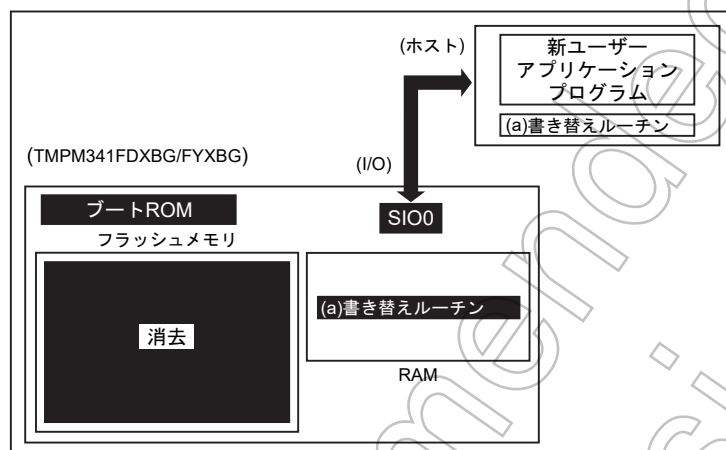 (ホスト)
新ユーザー
アプリケーション
プログラム
(a)書き替えルーチン
(TMPM341FDXBG/FYXBG)
(I/O)
ブートROM
SIO0
フラッシュメモリ
消去
(a)書き替えルーチン
RAM